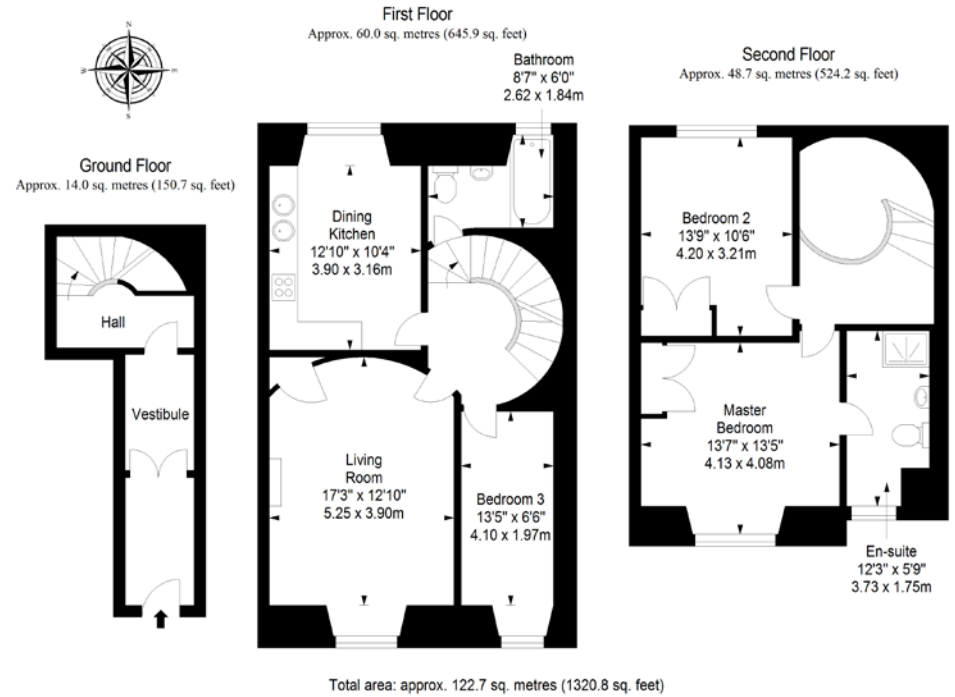 First Floor
Approx. 60.0 sq. metres (645.9 sq. feet)
N
W
E
S
Bathroom
8'7" x 6'0"
2.62 x 1.84m
Second Floor
Approx. 48.7 sq. metres (524.2 sq. feet)
Ground Floor
Approx. 14.0 sq. metres (150.7 sq. feet)
Hall
Vestibule
Dining
Kitchen
12'10" x 10'4"
3.90 x 3.16m
Living
Room
17'3" x 12'10"
5.25 x 3.90m
Bedroom 3
13'5" x 6'6"
4.10 x 1.97m
Bedroom 2
13'9" x 10'6"
4.20 x 3.21m
Master
Bedroom
13'7" x 13'5"
4.13 x 4.08m
En-suite
12'3" x 5'9"
3.73 x 1.75m
Total area: approx. 122.7 sq. metres (1320.8 sq. feet)